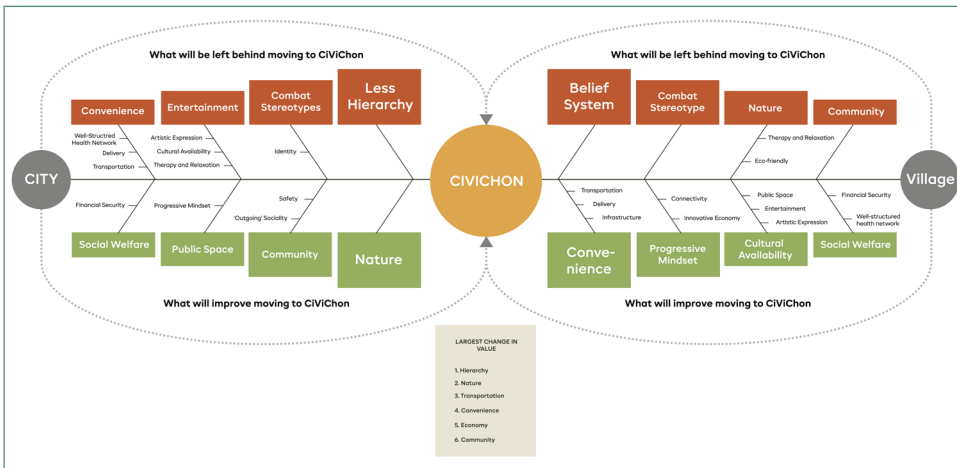 What will be left behind moving to CiViChon
What will be left behind moving to CiViChon
Convenience
Entertainment
Combat
Stereotypes
Less
Hierarchy
Belief
System
Combat
Stereotype
Nature
Community
Well-Structred
Health Network
Delivery
Transportation
Artistic Expression
Cultural Availability
Therapy and Relaxation
Identity
Therapy and Relaxation
Eco-friendly
CITY
CIVICHON
Village
Financial Security
Progressive Mindset
Safety
'Outgoing' Sociality
Transportation
Delivery
Infrastructure
Connectivity
Innovative Economy
Public Space
Entertainment
Artistic Expression
Financial Security
Well-structured
health network
Social Welfare
Public Space
Community
Nature
Conve-
nience
Progressive
Mindset
Cultural
Availability
Social Welfare
What will improve moving to CiViChon
What will improve moving to CiViChon
LARGEST CHANGE IN
VALUE
1. Hierarchy
2. Nature
3. Transportation
4. Convenience
5. Economy
6. Community